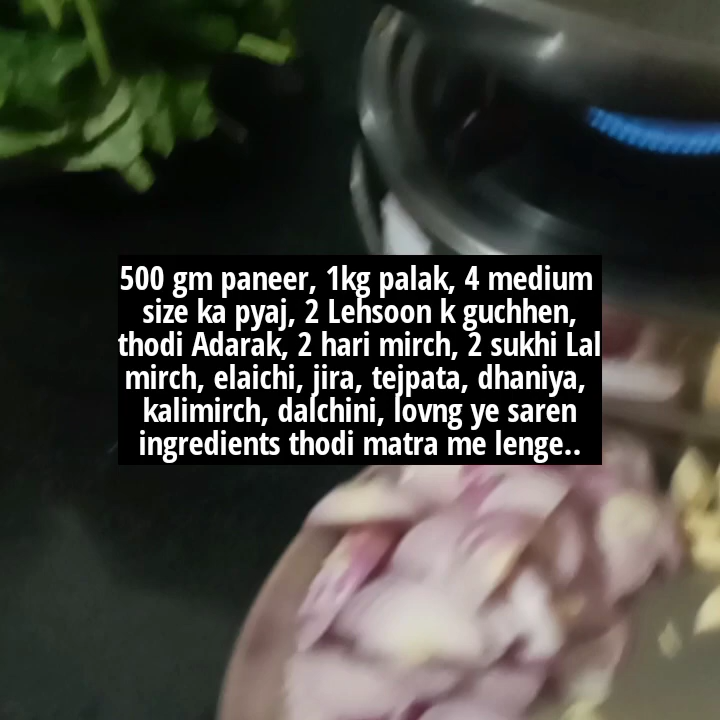 500 gm paneer, 1kg palak, 4 medium
size ka pyaj, 2 Lehsoon k guchhen,
thodi Adarak, 2 hari mirch, 2 sukhi Lal
mirch, elaichi, jira, tejpata, dhaniya,
kalimirch, dalchini, lovng ye saren
ingredients thodi matra me lenge..